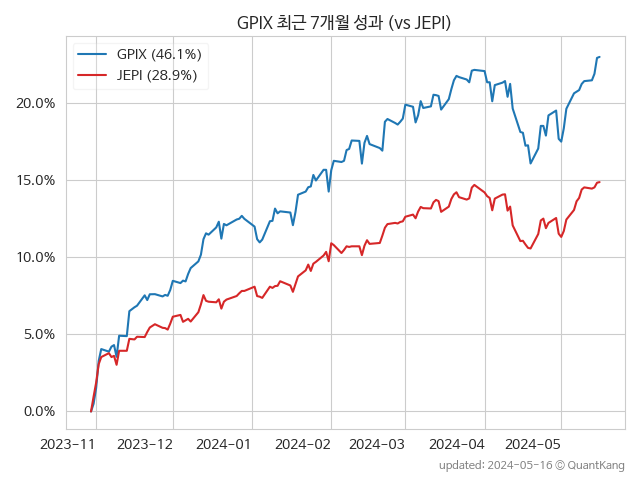 GPIX 최근 7개월 성과 (vs JEPI)
GPIX (46.1%)
JEPI (28.9%)
20.0%
15.0%
10.0%
5.0%
0.0%
2023-11 2023-12 2024-01 2024-02 2024-03 2024-04 2024-05
updated: 2024-05-16 © QuantKang